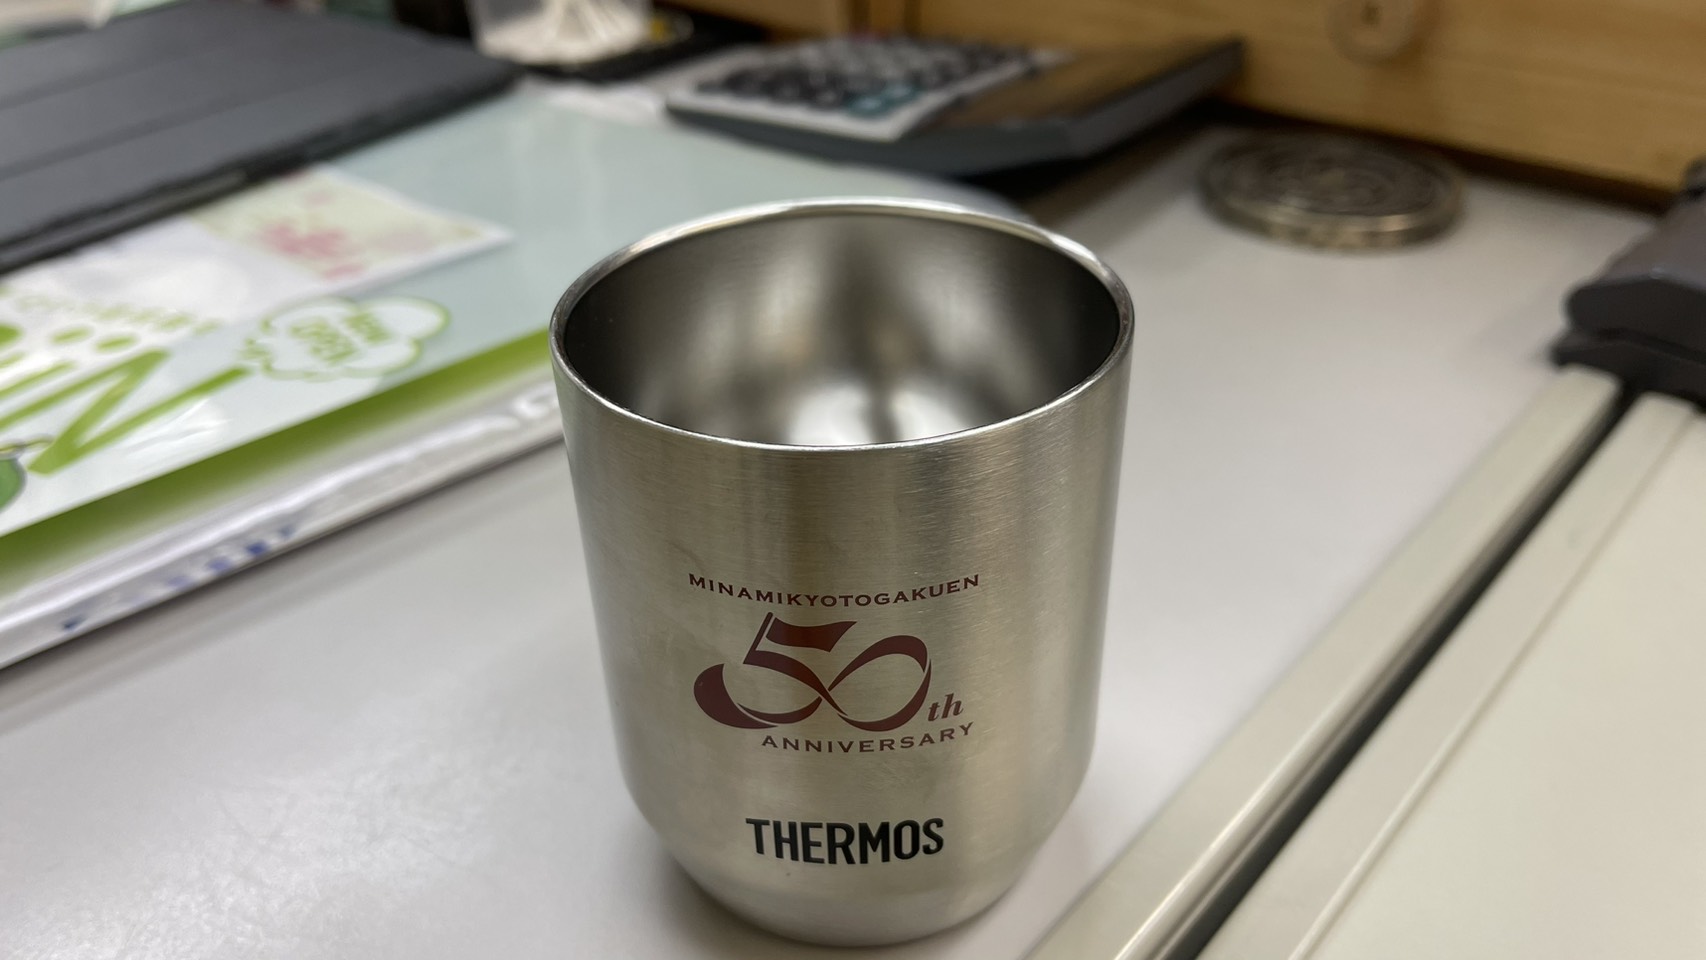 MINAMIKYOTOGAKUEN
50th
ANNIVERSARY
THERMOS